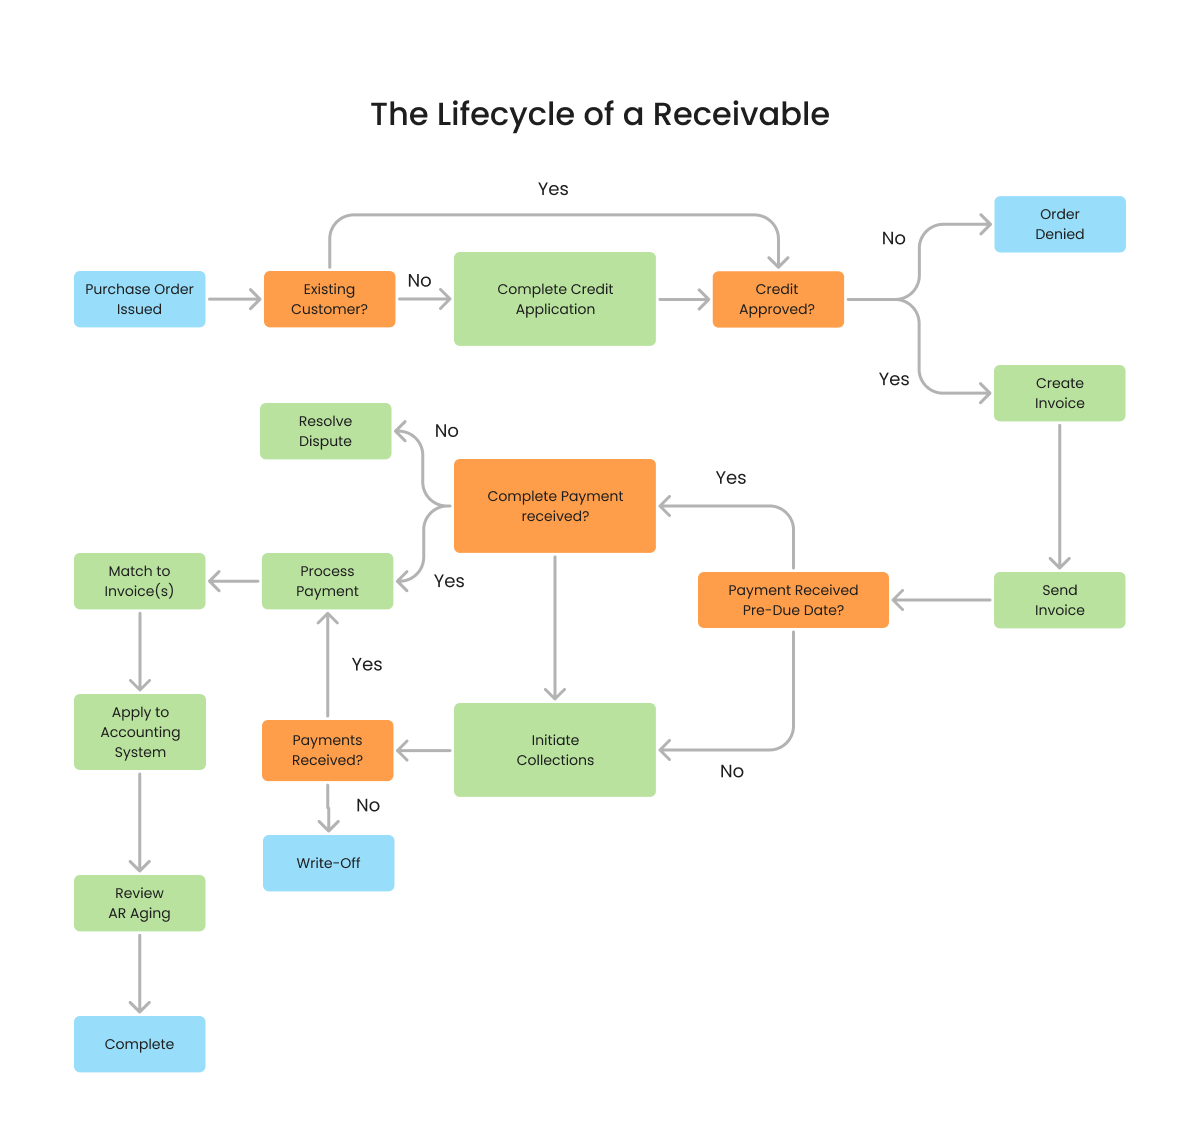 The Lifecycle of a Receivable
Yes
Order
Denied
No
Purchase Order
Issued
Existing
Customer?
No
Complete Credit
Application
Credit
Approved?
Yes
Create
Invoice
Resolve
Dispute
No
Complete Payment
received?
Yes
Match to
Invoice(s)
Process
Payment
Yes
Payment Received
Pre-Due Date?
Send
Invoice
Yes
Apply to
Accounting
System
Payments
Received?
Initiate
Collections
No
No
Write-Off
Review
AR Aging
Complete